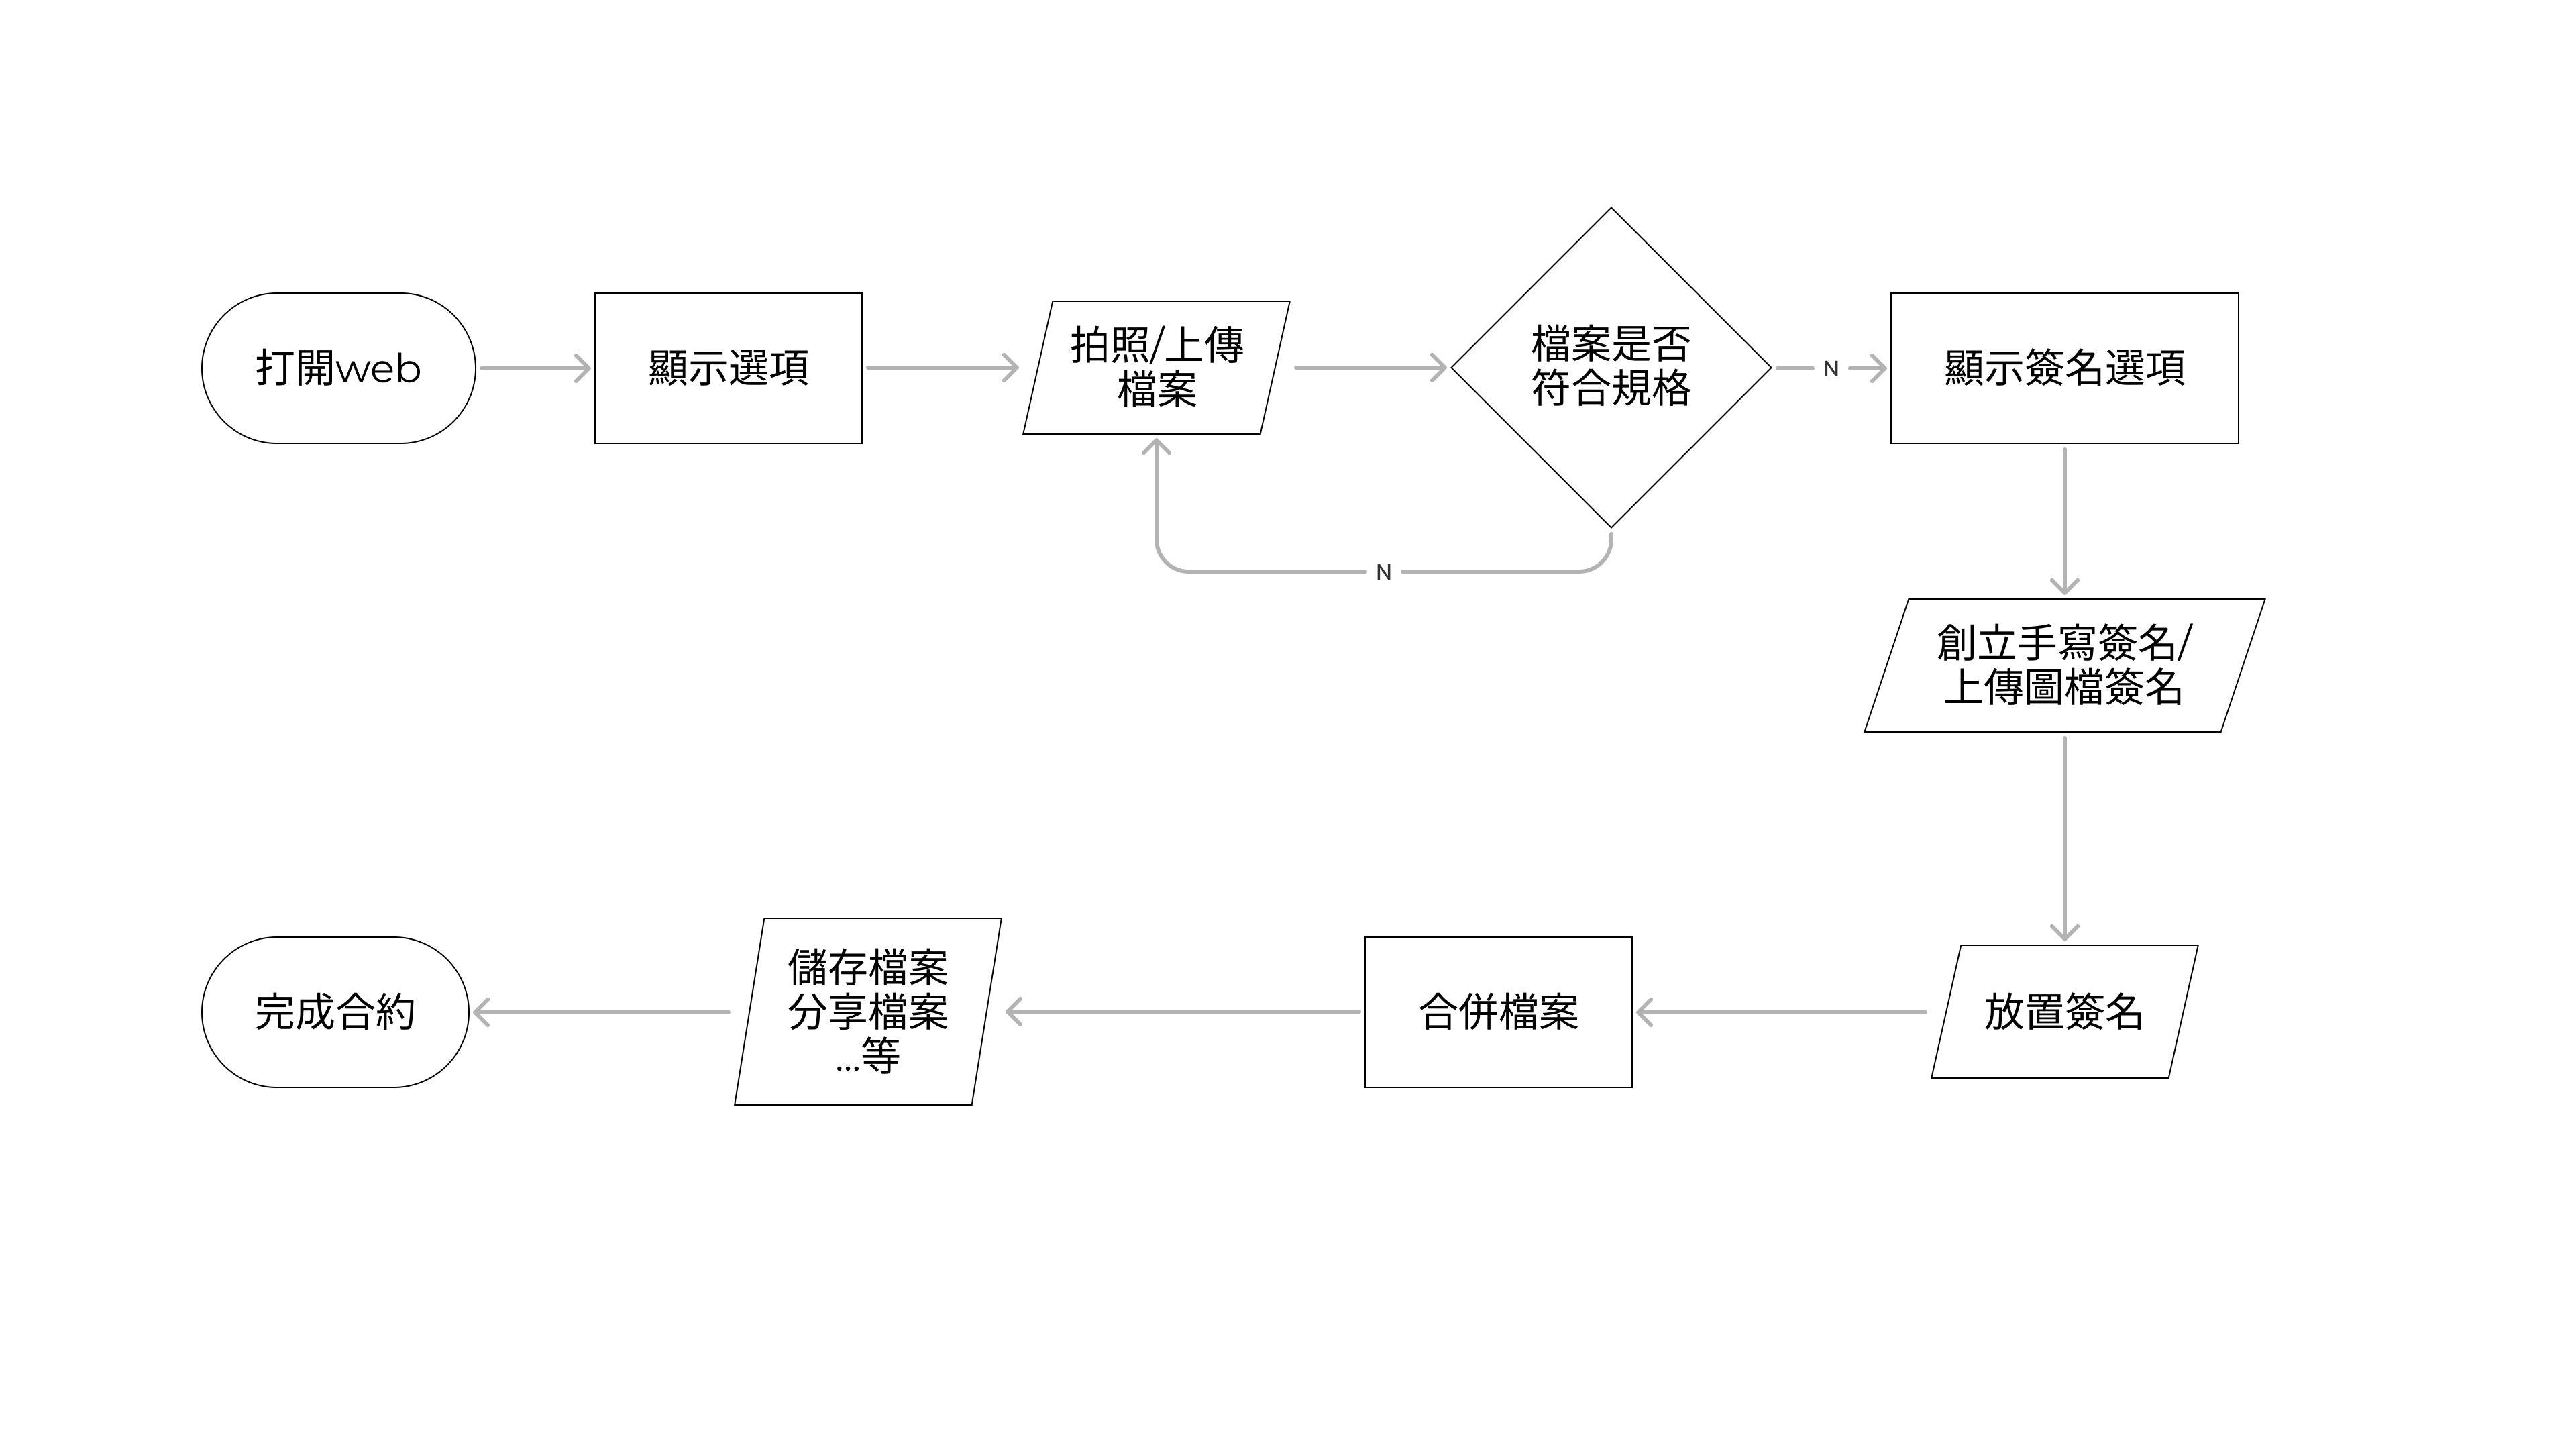 打開web
顯示選項
拍照/上傳
檔案
檔案是否
符合規格
N
顯示簽名選項
N
創立手寫簽名/
上傳圖檔簽名
放置簽名
合併檔案
儲存檔案
分享檔案
...等
完成合約